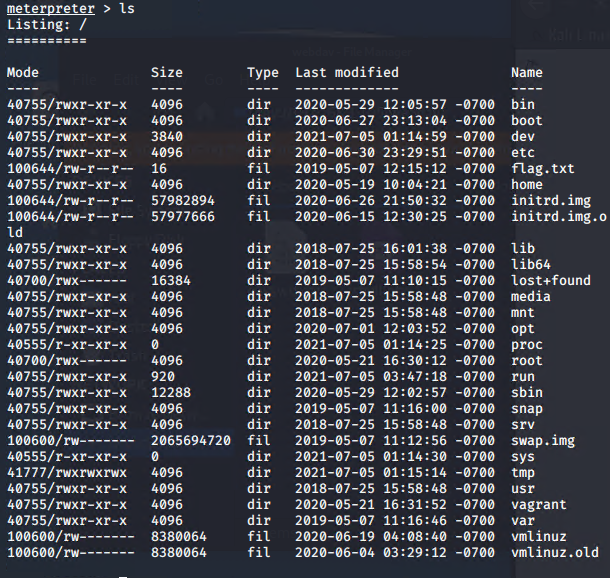 meterpreter > ls
Listing: /
==========

Mode              Size        Type  Last modified              Name
----              ----        ----  -------------              ----
40755/rwxr-xr-x   4096        dir   2020-05-29 12:05:57 -0700  bin
40755/rwxr-xr-x   4096        dir   2020-06-27 23:13:04 -0700  boot
40755/rwxr-xr-x   3840        dir   2021-07-05 01:14:59 -0700  dev
40755/rwxr-xr-x   4096        dir   2020-06-30 23:29:51 -0700  etc
100644/rw-r--r--  16          fil   2019-05-07 12:15:12 -0700  flag.txt
40755/rwxr-xr-x   4096        dir   2020-05-19 10:04:21 -0700  home
100644/rw-r--r--  57982894    fil   2020-06-26 21:50:32 -0700  initrd.img
100644/rw-r--r--  57977666    fil   2020-06-15 12:30:25 -0700  initrd.img.o
ld
40755/rwxr-xr-x   4096        dir   2018-07-25 16:01:38 -0700  lib
40755/rwxr-xr-x   4096        dir   2018-07-25 15:58:54 -0700  lib64
40700/rwx------   16384       dir   2019-05-07 11:10:15 -0700  lost+found
40755/rwxr-xr-x   4096        dir   2018-07-25 15:58:48 -0700  media
40755/rwxr-xr-x   4096        dir   2018-07-25 15:58:48 -0700  mnt
40755/rwxr-xr-x   4096        dir   2020-07-01 12:03:52 -0700  opt
40555/r-xr-xr-x   0           dir   2021-07-05 01:14:25 -0700  proc
40700/rwx------   4096        dir   2020-05-21 16:30:12 -0700  root
40755/rwxr-xr-x   920         dir   2021-07-05 03:47:18 -0700  run
40755/rwxr-xr-x   12288       dir   2020-05-29 12:02:57 -0700  sbin
40755/rwxr-xr-x   4096        dir   2019-05-07 11:16:00 -0700  snap
40755/rwxr-xr-x   4096        dir   2018-07-25 15:58:48 -0700  srv
100600/rw-------  2065694720  fil   2019-05-07 11:12:56 -0700  swap.img
40555/r-xr-xr-x   0           dir   2021-07-05 01:14:30 -0700  sys
41777/rwxrwxrwx   4096        dir   2021-07-05 01:15:14 -0700  tmp
40755/rwxr-xr-x   4096        dir   2018-07-25 15:58:48 -0700  usr
40755/rwxr-xr-x   4096        dir   2020-05-21 16:31:52 -0700  vagrant
40755/rwxr-xr-x   4096        dir   2019-05-07 11:16:46 -0700  var
100600/rw-------  8380064     fil   2020-06-19 04:08:40 -0700  vmlinuz
100600/rw-------  8380064     fil   2020-06-04 03:29:12 -0700  vmlinuz.old